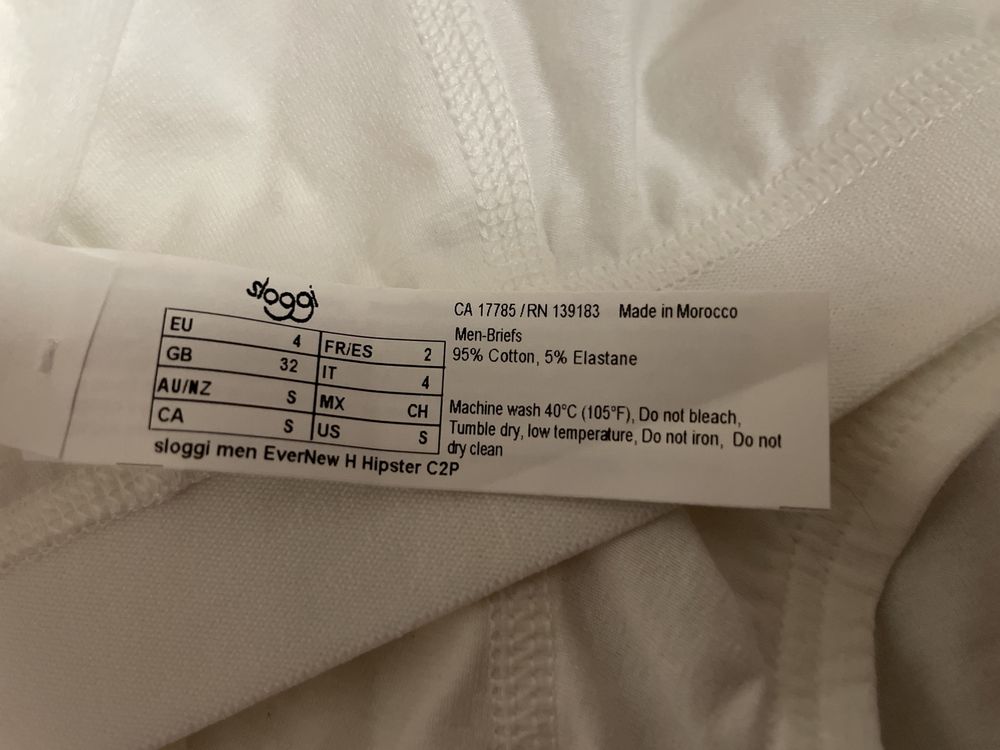 sloggi
EU 4 FR/ES 2
GB 32 IT 4
AU/NZ S MX CH
CA S US S
sloggi men EverNew H Hipster C2P
CA 17785 / RN 139183 Made in Morocco
Men-Briefs
95% Cotton, 5% Elastane
Machine wash 40°C (105°F), Do not bleach,
Tumble dry, low temperature, Do not iron, Do not
dry clean